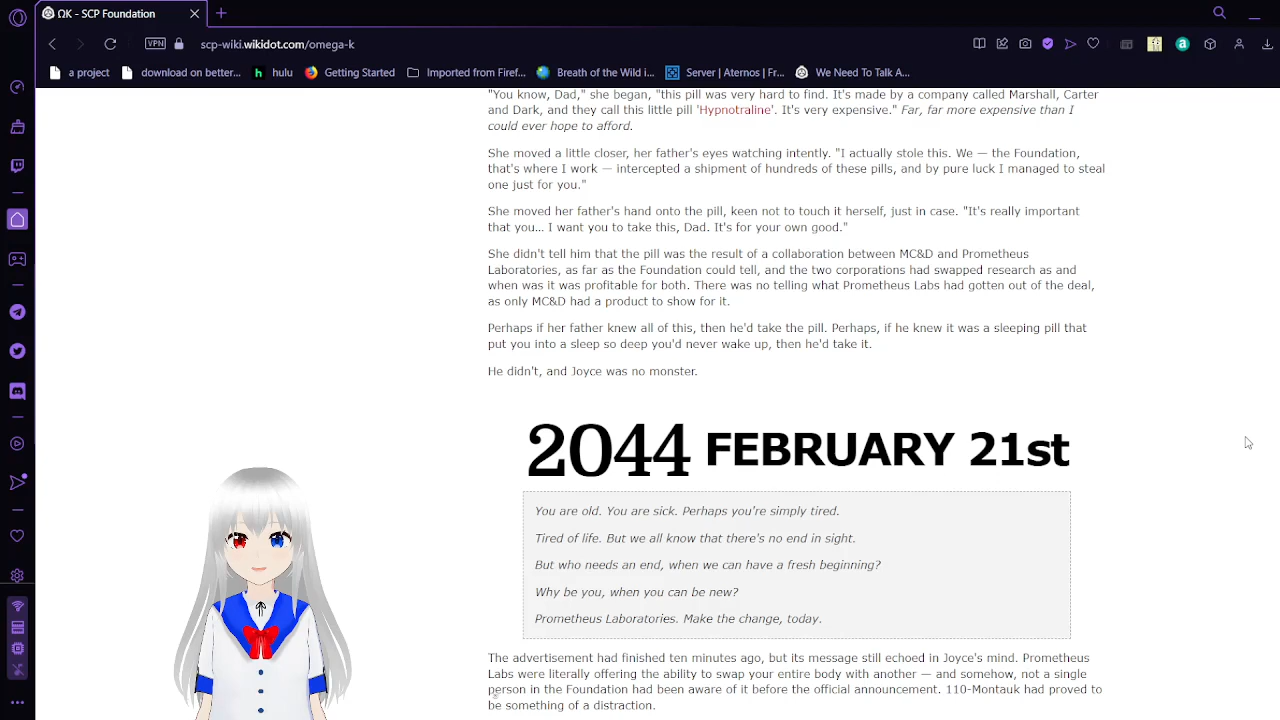 ΩK - SCP Foundation
VPN
scp-wiki.wikidot.com/omega-k
a project
download on better...
hulu
Getting Started
Imported from Firef...
Breath of the Wild i...
Server | Aternos | Fr...
We Need To Talk A...
"You know, Dad," she began, "this pill was very hard to find. It's made by a company called Marshall, Carter
and Dark, and they call this little pill 'Hypnotraline'. It's very expensive." Far, far more expensive than I
could ever hope to afford.
She moved a little closer, her father's eyes watching intently. "I actually stole this. We — the Foundation,
that's where I work — intercepted a shipment of hundreds of these pills, and by pure luck I managed to steal
one just for you."
She moved her father's hand onto the pill, keen not to touch it herself, just in case. "It's really important
that you... I want you to take this, Dad. It's for your own good."
She didn't tell him that the pill was the result of a collaboration between MC&D and Prometheus
Laboratories, as far as the Foundation could tell, and the two corporations had swapped research as and
when was it was profitable for both. There was no telling what Prometheus Labs had gotten out of the deal,
as only MC&D had a product to show for it.
Perhaps if her father knew all of this, then he'd take the pill. Perhaps, if he knew it was a sleeping pill that
put you into a sleep so deep you'd never wake up, then he'd take it.
He didn't, and Joyce was no monster.
2044 FEBRUARY 21st
You are old. You are sick. Perhaps you're simply tired.
Tired of life. But we all know that there's no end in sight.
But who needs an end, when we can have a fresh beginning?
Why be you, when you can be new?
Prometheus Laboratories. Make the change, today.
The advertisement had finished ten minutes ago, but its message still echoed in Joyce's mind. Prometheus
Labs were literally offering the ability to swap your entire body with another — and somehow, not a single
person in the Foundation had been aware of it before the official announcement. 110-Montauk had proved to
be something of a distraction.